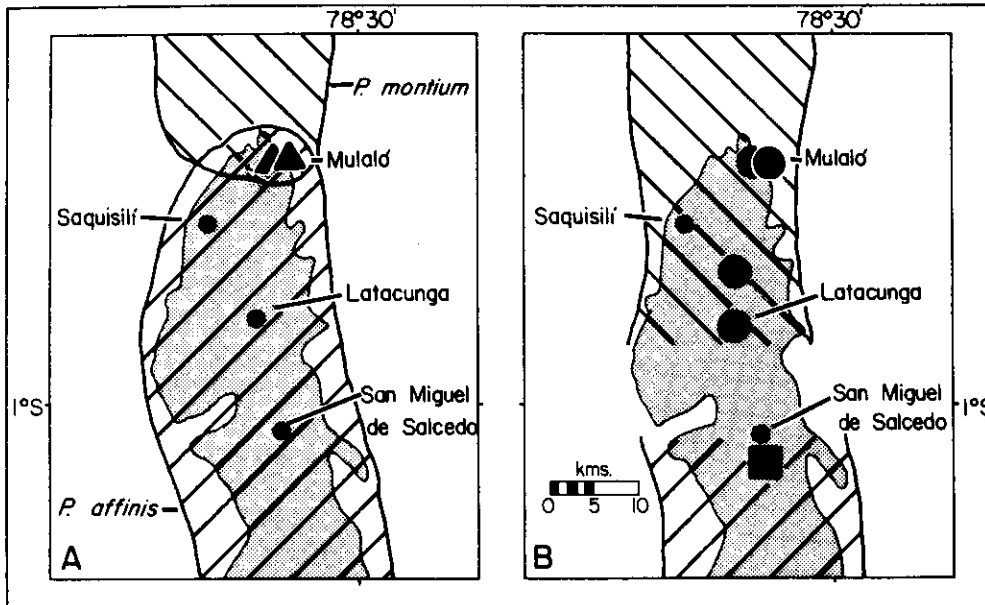 78°30'
P. montium
Mulaló
Saquisilí
Latacunga
San Miguel
de Salcedo
1°S
P. affinis
A
78°30'
Mulaló
Saquisilí
Latacunga
San Miguel
de Salcedo
1°S
kms.
0 5 10
B